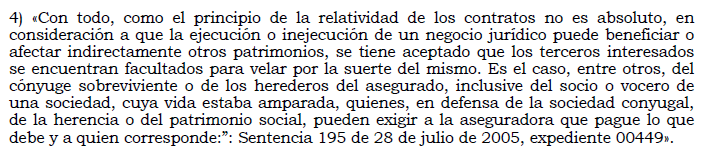 4) «Con todo, como el principio de la relatividad de los contratos no es absoluto, en
consideración a que la ejecución o inejecución de un negocio jurídico puede beneficiar o
afectar indirectamente otros patrimonios, se tiene aceptado que los terceros interesados
se encuentran facultados para velar por la suerte del mismo. Es el caso, entre otros, del
cónyuge sobreviviente o de los herederos del asegurado, inclusive del socio o vocero de
una sociedad, cuya vida estaba amparada, quienes, en defensa de la sociedad conyugal,
de la herencia o del patrimonio social, pueden exigir a la aseguradora que pague lo que
debe y a quien corresponde:”: Sentencia 195 de 28 de julio de 2005, expediente 00449».